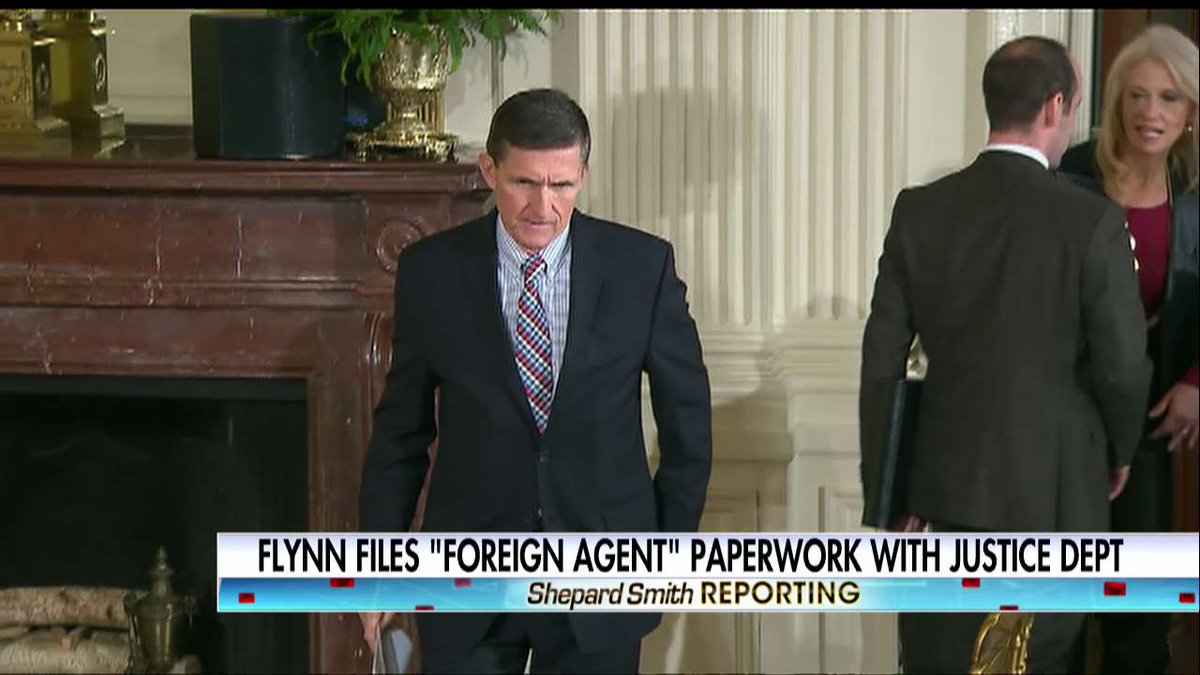 FLYNN FILES "FOREIGN AGENT" PAPERWORK WITH JUSTICE DEPT
Shepard Smith REPORTING